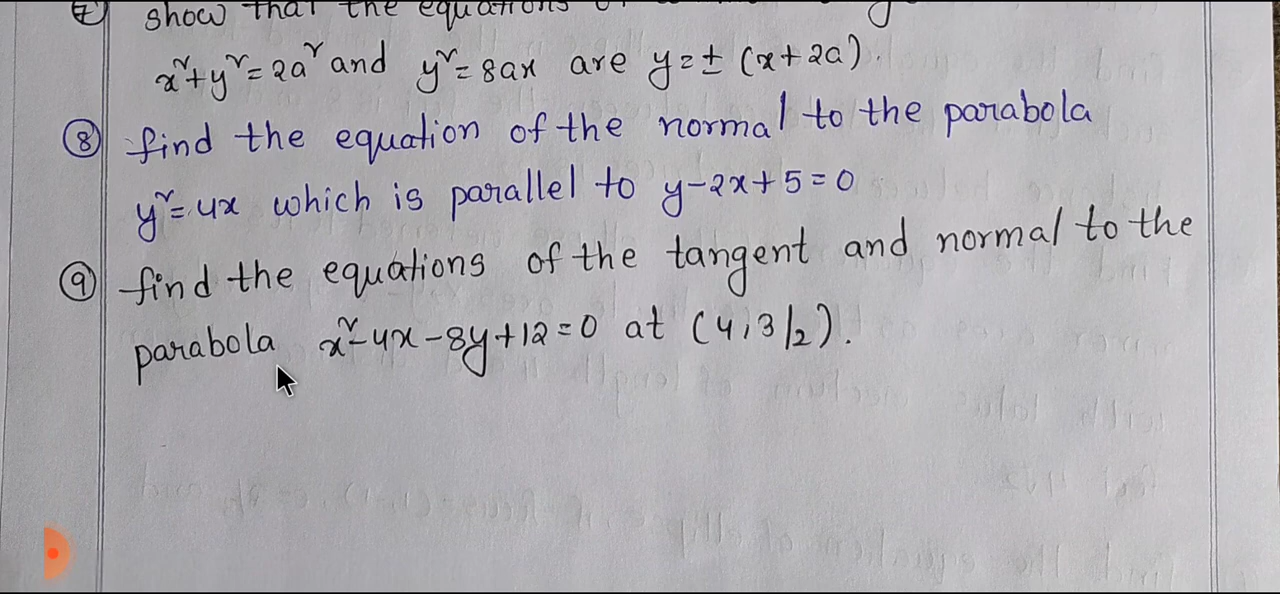 ⑦ show that the equations
x²+y²=2a² and y²=8ax are y=± (x+2a).
⑧ find the equation of the normal to the parabola
y²=4x which is parallel to y-2x+5=0
⑨ find the equations of the tangent and normal to the
parabola x²-4x-8y+12=0 at (4,3/2).